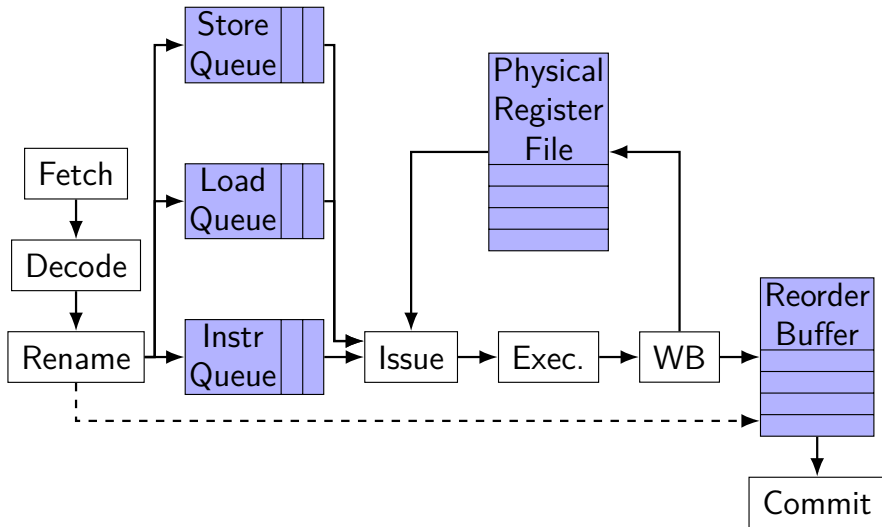 Store
Queue
Physical
Register
File
Fetch
Load
Queue
Decode
Reorder
Buffer
Rename
Instr
Queue
Issue
Exec.
WB
Commit